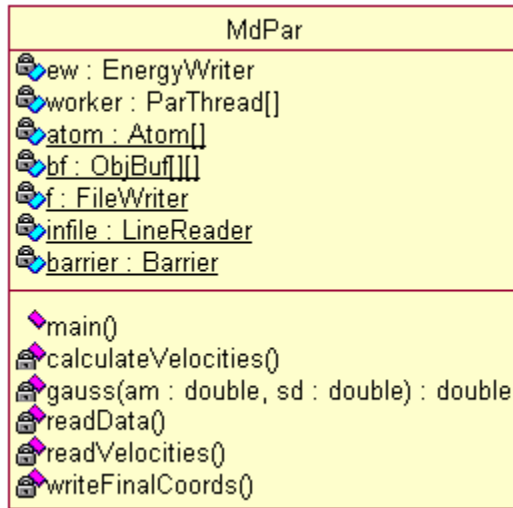 MdPar
ew : EnergyWriter
worker : ParThread[]
atom : Atom[]
bf : ObjBuf[][]
f : FileWriter
infile : LineReader
barrier : Barrier
main()
calculateVelocities()
gauss(am : double, sd : double) : double
readData()
readVelocities()
writeFinalCoords()